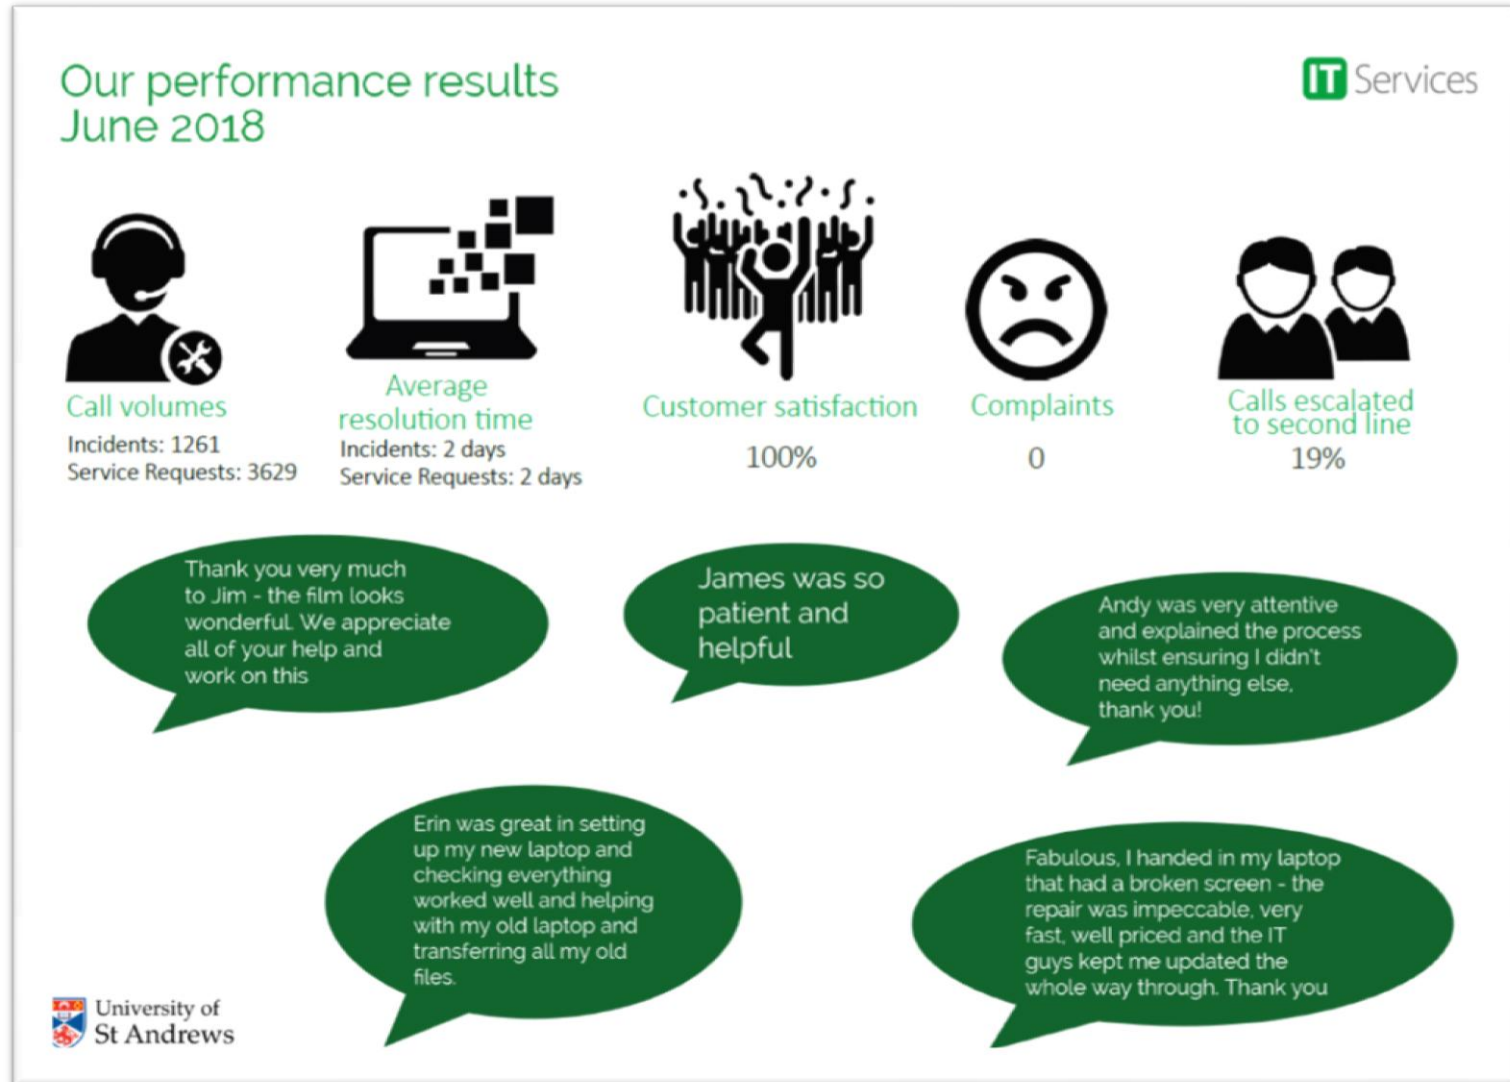 Our performance results
June 2018
IT Services
Call volumes
Incidents: 1261
Service Requests: 3629
Average
resolution time
Incidents: 2 days
Service Requests: 2 days
Customer satisfaction
100%
Complaints
0
Calls escalated
to second line
19%
Thank you very much
to Jim - the film looks
wonderful. We appreciate
all of your help and
work on this
James was so
patient and
helpful
Andy was very attentive
and explained the process
whilst ensuring I didn't
need anything else,
thank you!
Erin was great in setting
up my new laptop and
checking everything
worked well and helping
with my old laptop and
transferring all my old
files.
Fabulous, I handed in my laptop
that had a broken screen - the
repair was impeccable, very
fast, well priced and the IT
guys kept me updated the
whole way through. Thank you
University of
St Andrews